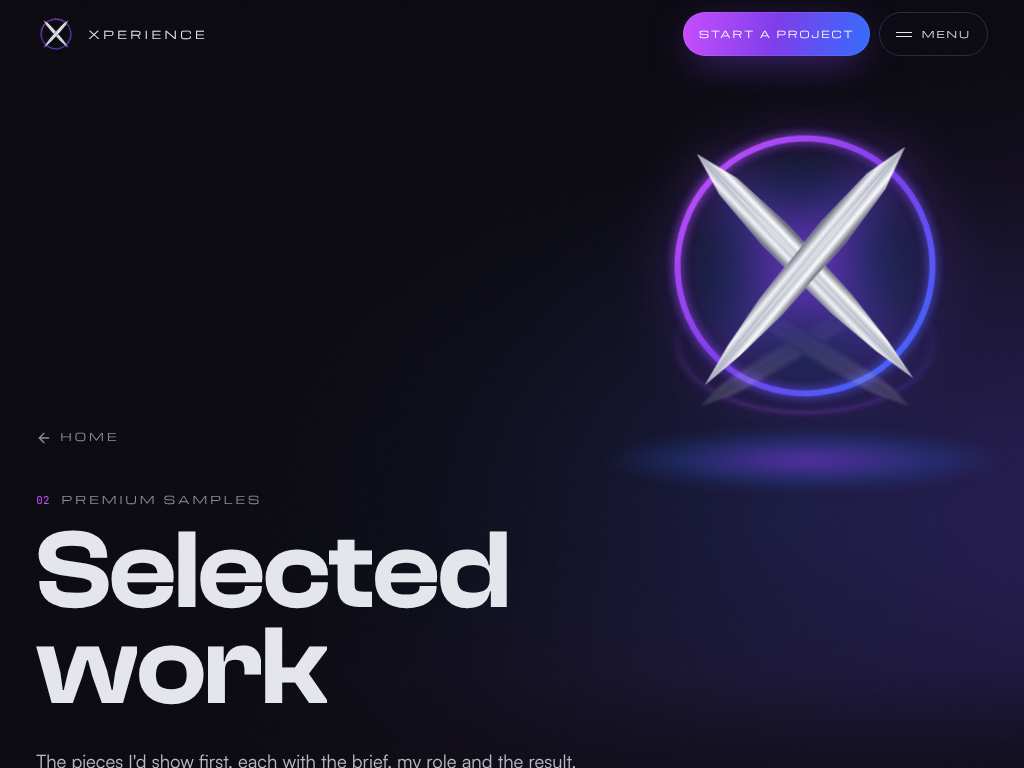 XPERIENCE
START A PROJECT
MENU
HOME
02 PREMIUM SAMPLES
Selected
work
The pieces I'd show first, each with the brief, my role and the result.